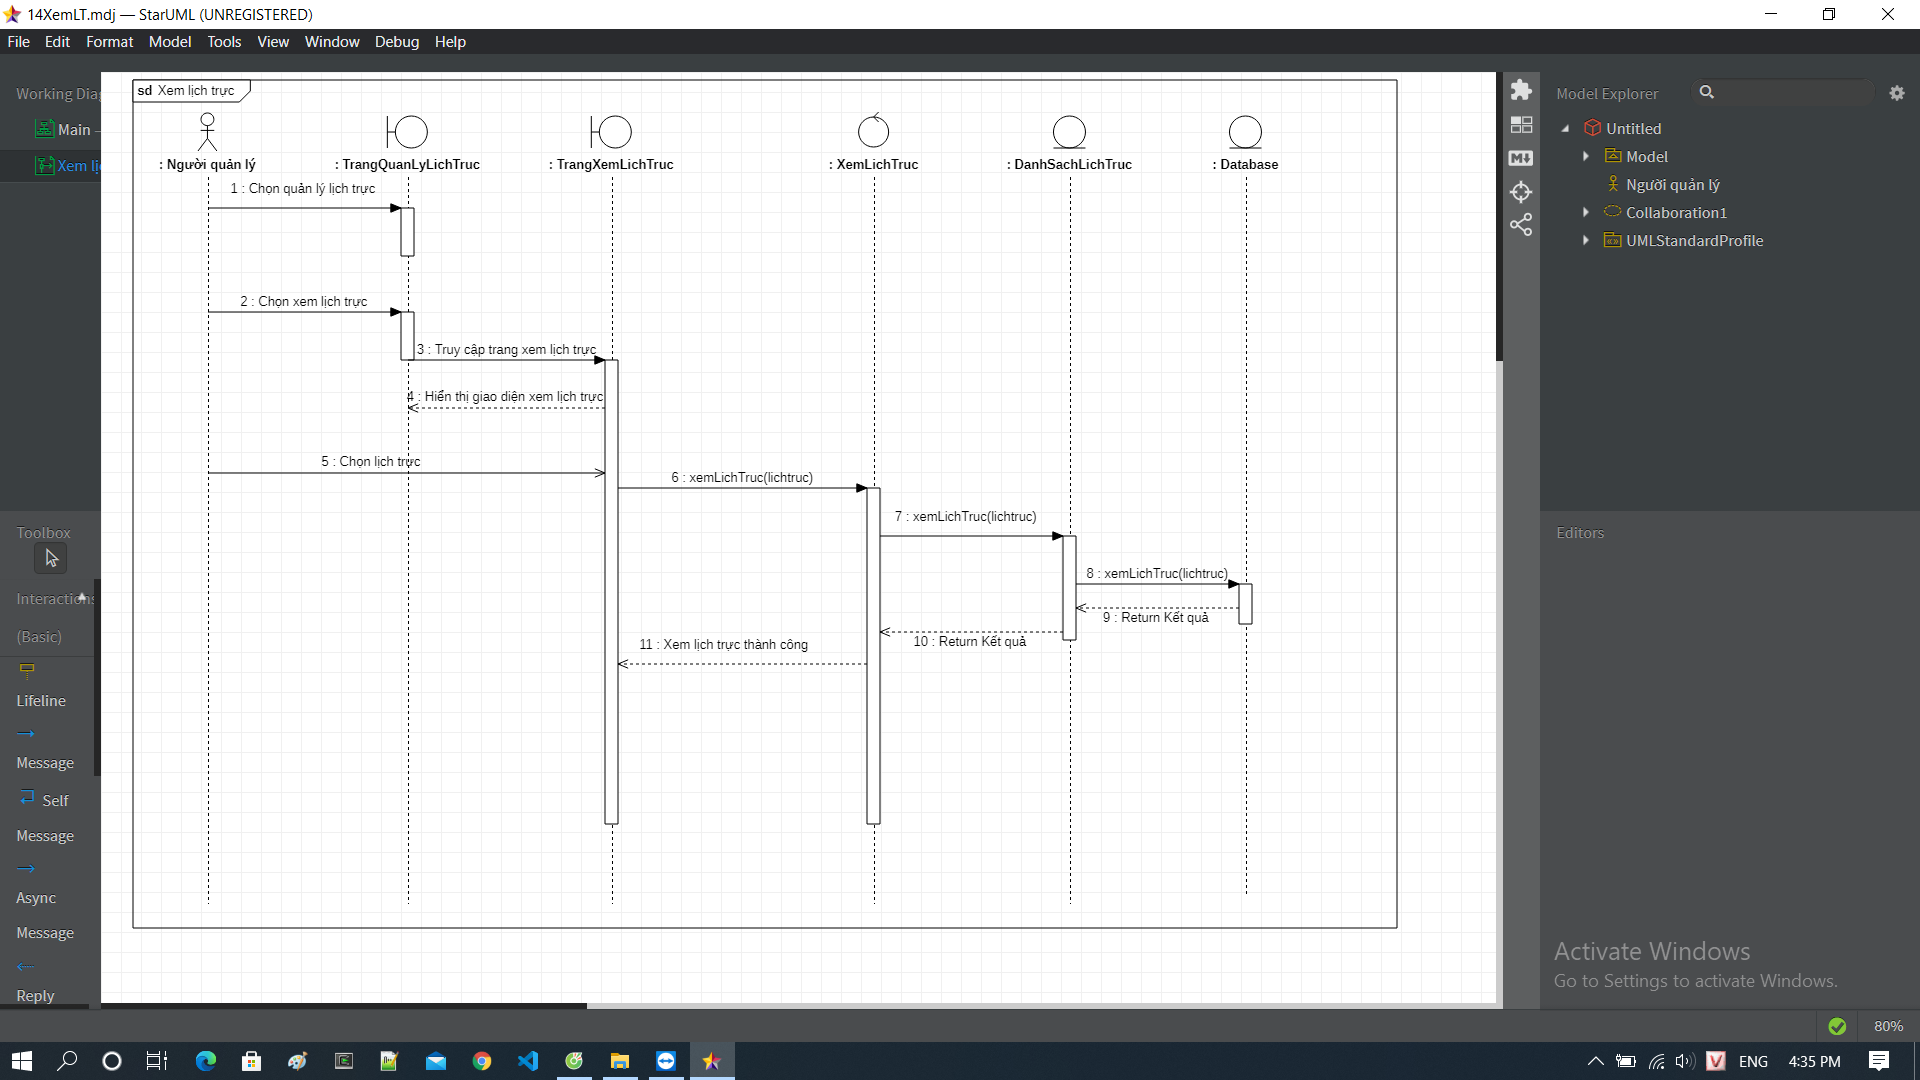 14XemLT.mdj — StarUML (UNREGISTERED)
File Edit Format Model Tools View Window Debug Help
Working Dia
Main —
Xem lị
sd Xem lịch trực
: Người quản lý
: TrangQuanLyLichTruc
: TrangXemLichTruc
: XemLichTruc
: DanhSachLichTruc
: Database
1 : Chọn quản lý lịch trực
2 : Chọn xem lịch trực
3 : Truy cập trang xem lịch trực
4 : Hiển thị giao diện xem lịch trực
5 : Chọn lịch trực
6 : xemLichTruc(lichtruc)
7 : xemLichTruc(lichtruc)
8 : xemLichTruc(lichtruc)
9 : Return Kết quả
10 : Return Kết quả
11 : Xem lịch trực thành công
Toolbox
Interactions
(Basic)
Lifeline
Message
Self
Message
Async
Message
Reply
Model Explorer
Untitled
Model
Người quản lý
Collaboration1
UMLStandardProfile
Editors
Activate Windows
Go to Settings to activate Windows.
80%
ENG
4:35 PM